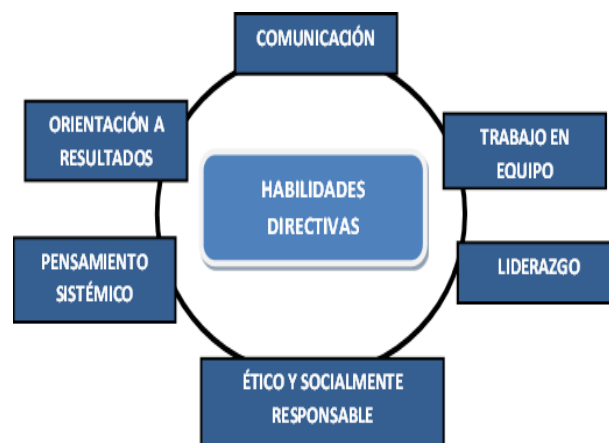 COMUNICACIÓN
ORIENTACIÓN A
RESULTADOS
TRABAJO EN
EQUIPO
HABILIDADES
DIRECTIVAS
PENSAMIENTO
SISTÉMICO
LIDERAZGO
ÉTICO Y SOCIALMENTE
RESPONSABLE